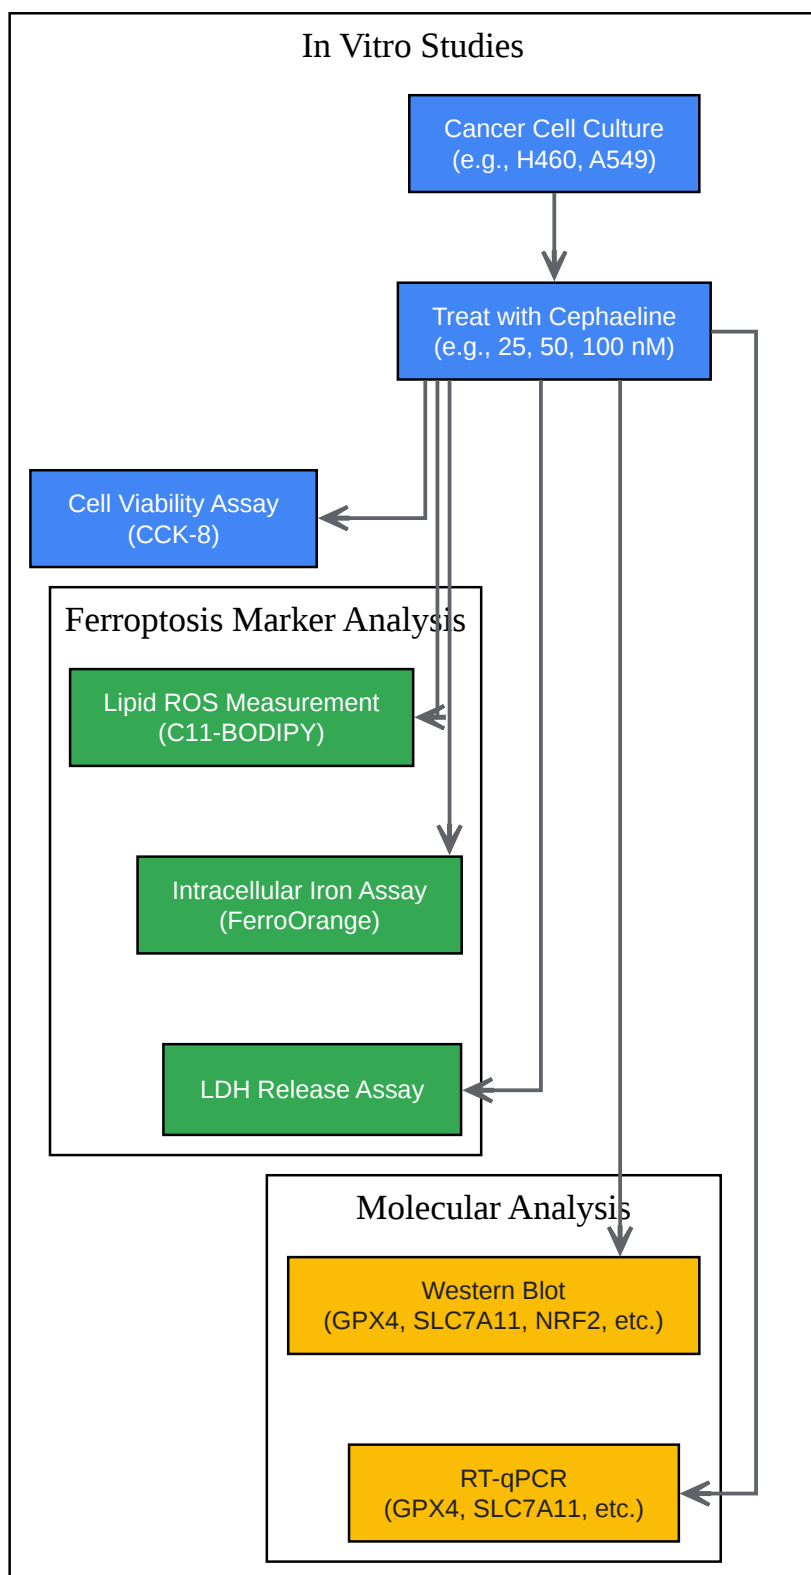 In Vitro Studies
Cancer Cell Culture
(e.g., H460, A549)
Treat with Cephaeline
(e.g., 25, 50, 100 nM)
Cell Viability Assay
(CCK-8)
Ferroptosis Marker Analysis
Lipid ROS Measurement
(C11-BODIPY)
Intracellular Iron Assay
(FerroOrange)
LDH Release Assay
Molecular Analysis
Western Blot
(GPX4, SLC7A11, NRF2, etc.)
RT-qPCR
(GPX4, SLC7A11, etc.)